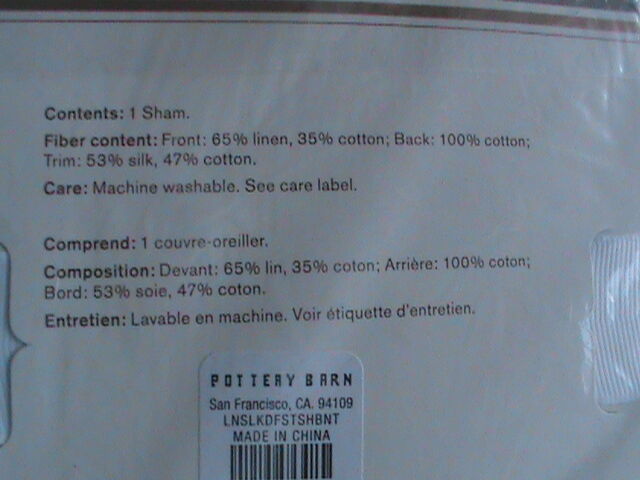 Contents: 1 Sham.
Fiber content: Front: 65% linen, 35% cotton; Back: 100% cotton;
Trim: 53% silk, 47% cotton.
Care: Machine washable. See care label.
Comprend: 1 couvre-oreiller.
Composition: Devant: 65% lin, 35% coton; Arrière: 100% coton;
Bord: 53% soie, 47% coton.
Entretien: Lavable en machine. Voir étiquette d'entretien.
POTTERY BARN
San Francisco, CA. 94109
LNSLKDFSTSHBNT
MADE IN CHINA